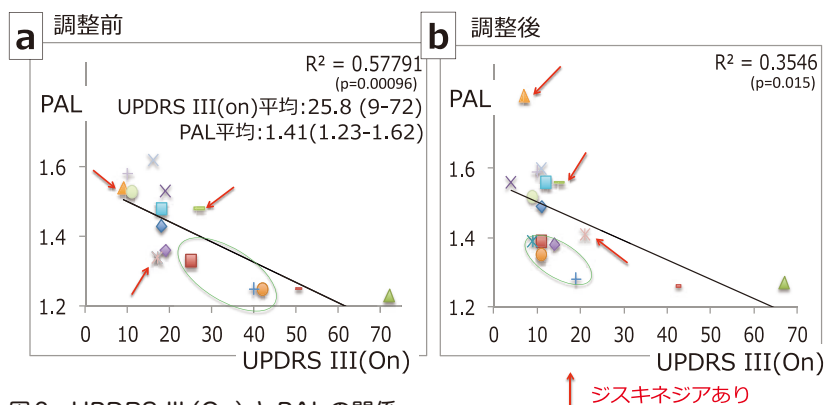 a 調整前
R² = 0.57791
(p=0.00096)
PAL
UPDRS III(on)平均:25.8 (9-72)
PAL平均:1.41(1.23-1.62)
1.6
1.4
1.2
0 10 20 30 40 50 60 70
UPDRS III(On)
b 調整後
R² = 0.3546
(p=0.015)
PAL
1.6
1.4
1.2
0 10 20 30 40 50 60 70
UPDRS III(On)
ジスキネジアあり